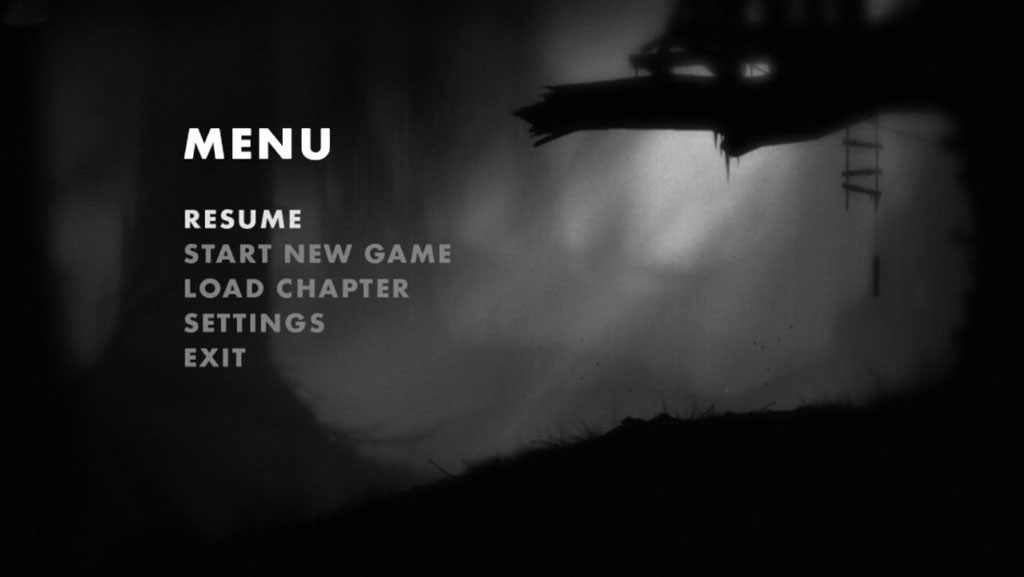 MENU
RESUME
START NEW GAME
LOAD CHAPTER
SETTINGS
EXIT